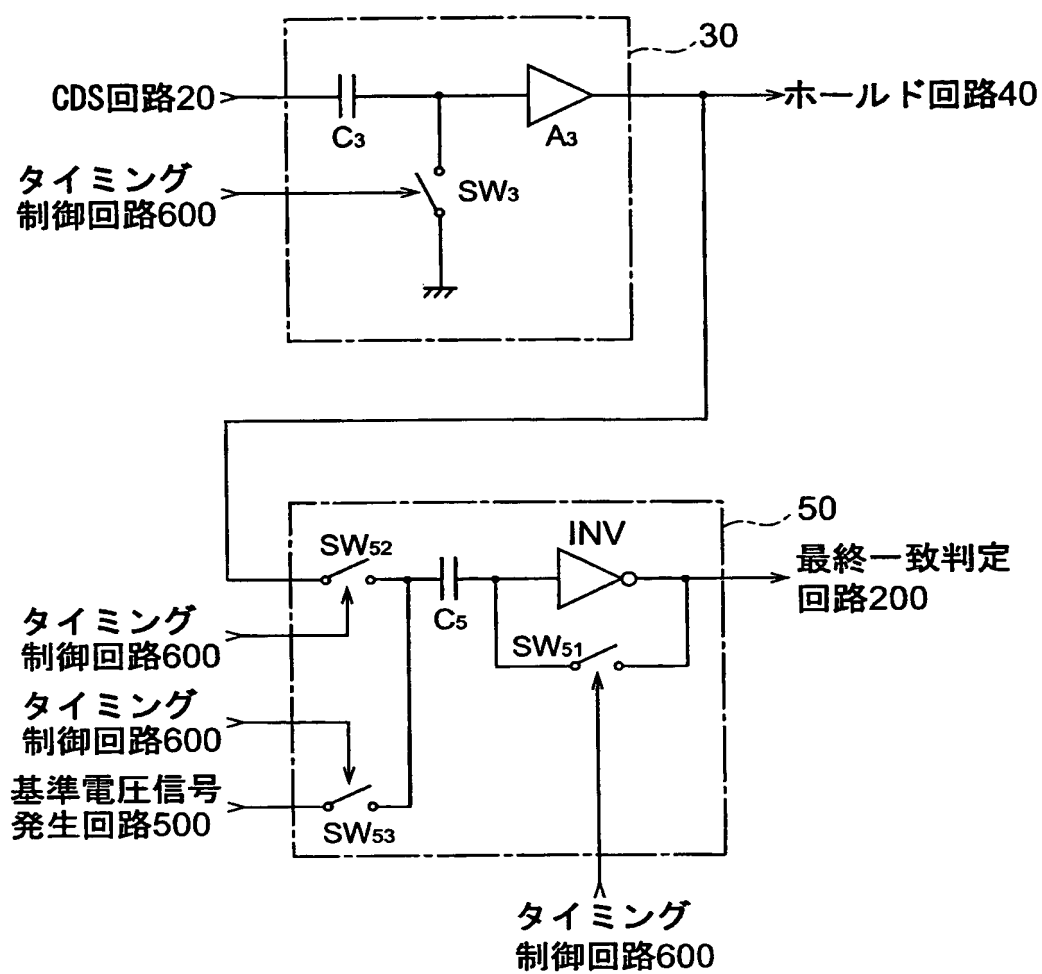 30
CDS回路20
ホールド回路40
C3
A3
タイミング
制御回路600
SW3
50
SW52
INV
最終一致判定
回路200
C5
タイミング
制御回路600
SW51
タイミング
制御回路600
基準電圧信号
発生回路500
SW53
タイミング
制御回路600